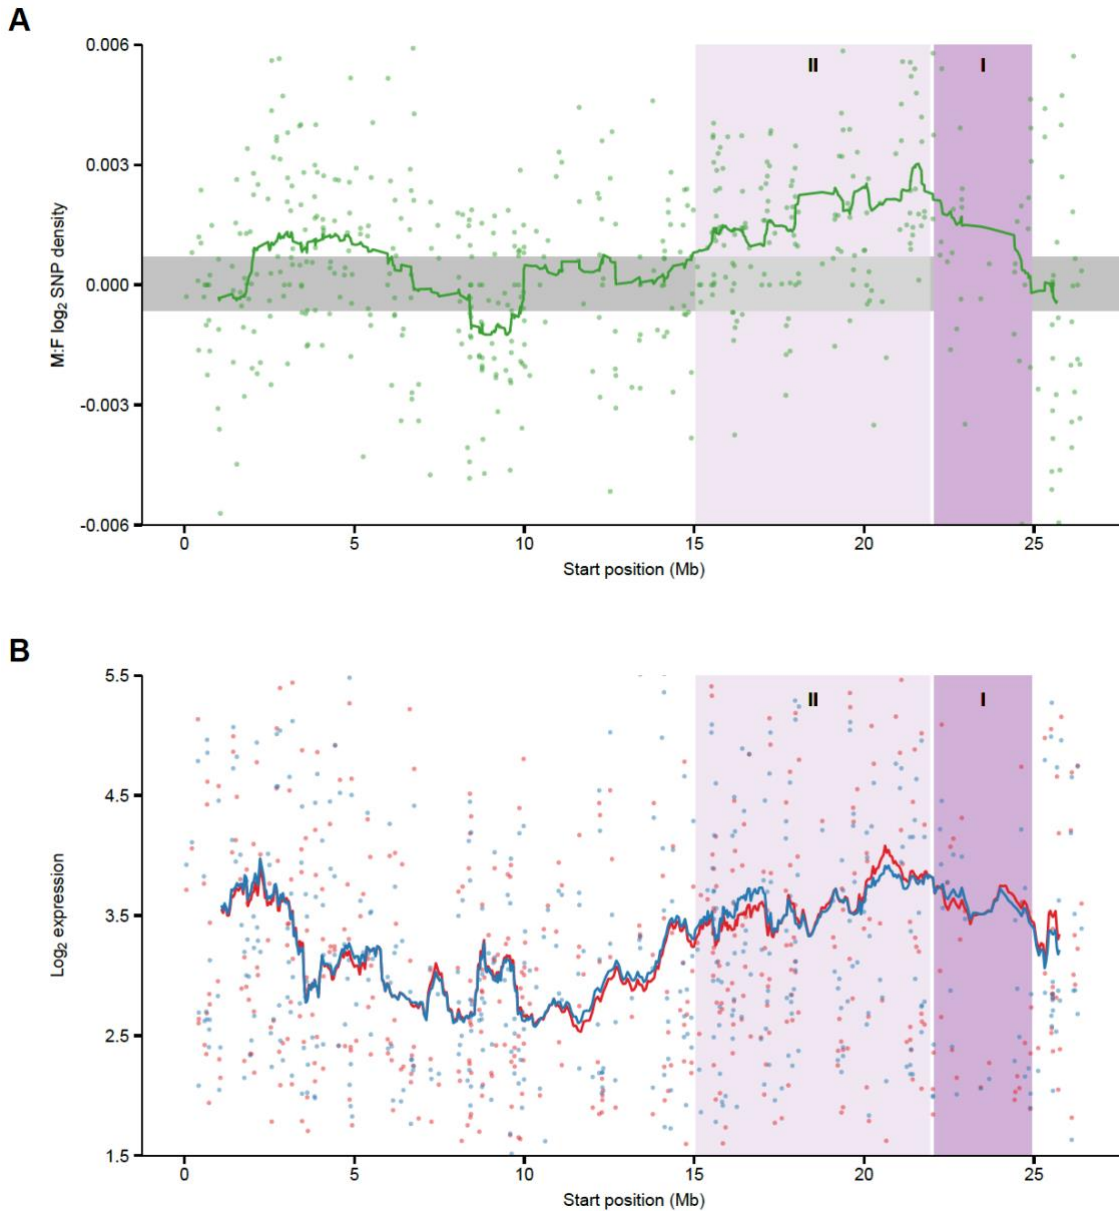 A
0.006
0.003
0.000
-0.003
-0.006
M:F log₂ SNP density
II
I
0
5
10
15
20
25
Start position (Mb)
B
5.5
4.5
3.5
2.5
1.5
Log₂ expression
II
I
0
5
10
15
20
25
Start position (Mb)